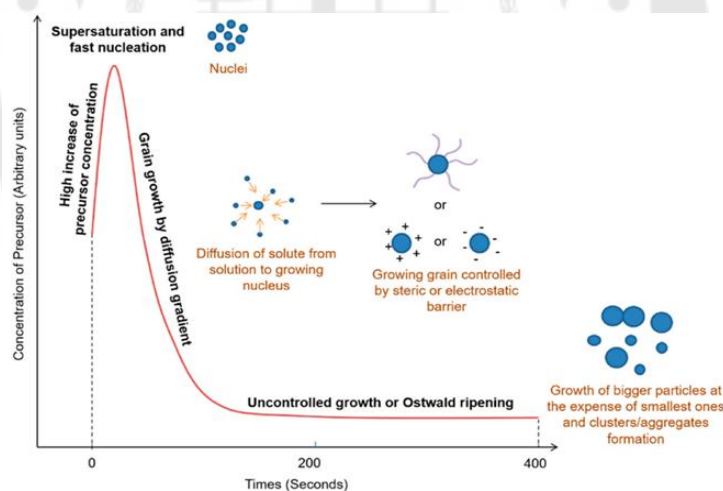 Supersaturation and
fast nucleation
Nuclei
High increase of
precursor concentration
Grain growth by diffusion gradient
Concentration of Precursor (Arbitrary units)
or
+ + + + + +
or
- - - - - -
Diffusion of solute from
solution to growing
nucleus
Growing grain controlled
by steric or electrostatic
barrier
Uncontrolled growth or Ostwald ripening
Growth of bigger particles at
the expense of smallest ones
and clusters/aggregates
formation
0
200
400
Times (Seconds)